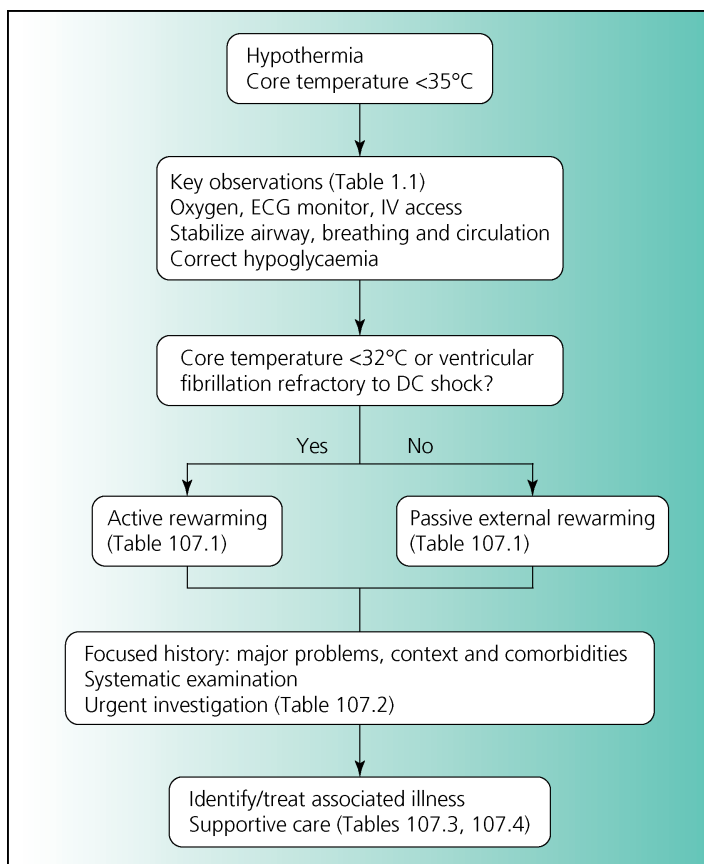 Hypothermia
Core temperature <35°C
Key observations (Table 1.1)
Oxygen, ECG monitor, IV access
Stabilize airway, breathing and circulation
Correct hypoglycaemia
Core temperature <32°C or ventricular
fibrillation refractory to DC shock?
Yes No
Active rewarming
(Table 107.1)
Passive external rewarming
(Table 107.1)
Focused history: major problems, context and comorbidities
Systematic examination
Urgent investigation (Table 107.2)
Identify/treat associated illness
Supportive care (Tables 107.3, 107.4)